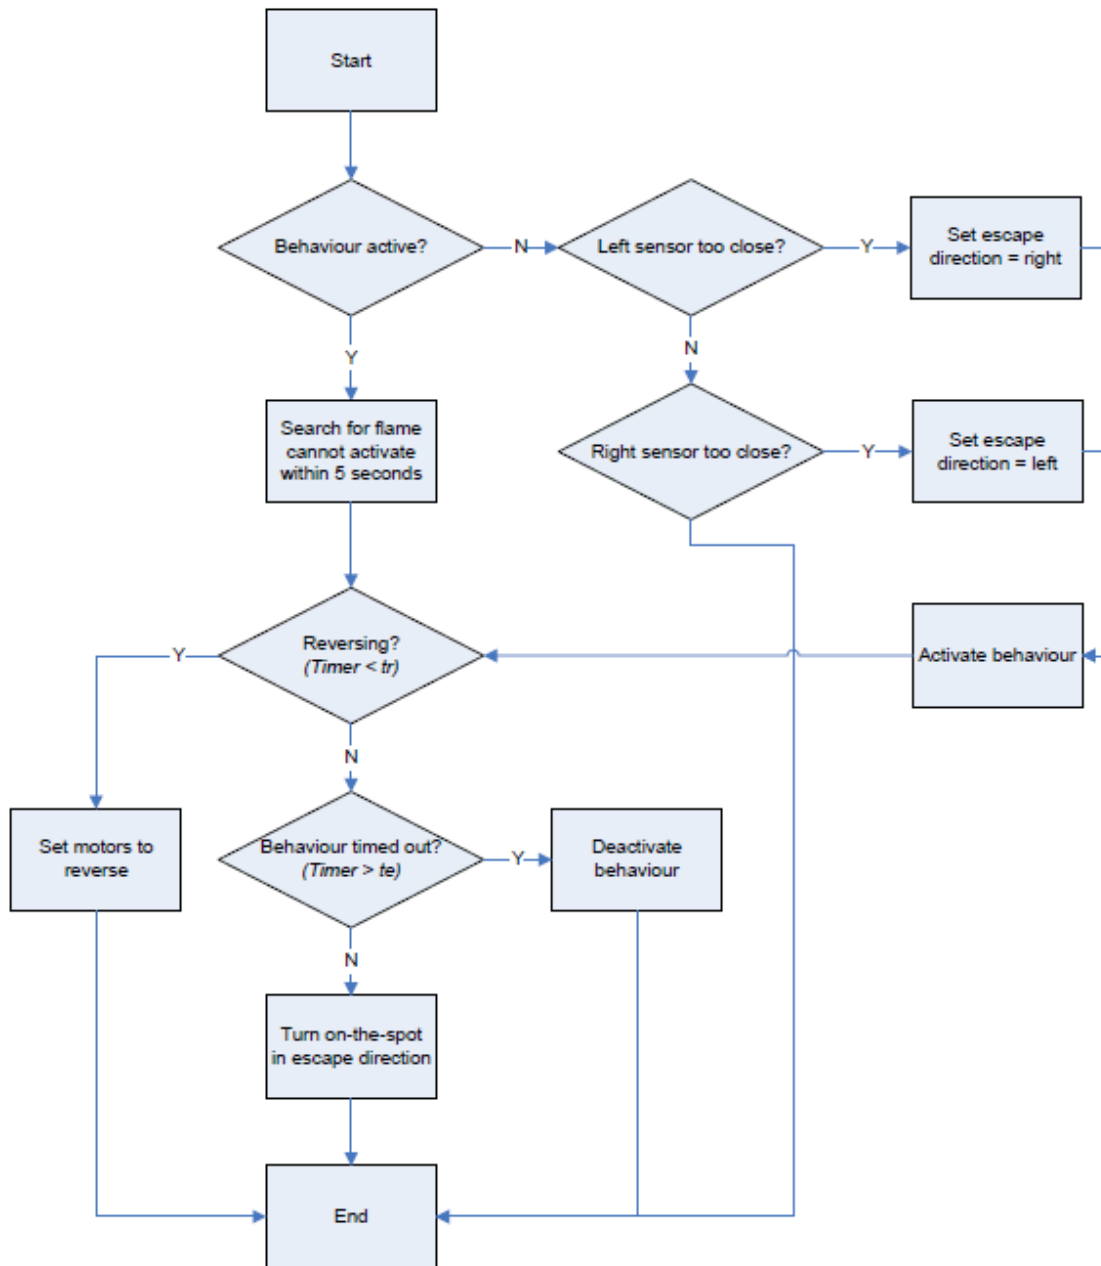 Start
Behaviour active?
N
Left sensor too close?
Y
Set escape
direction = right
Y
N
Search for flame
cannot activate
within 5 seconds
Right sensor too close?
Y
Set escape
direction = left
Reversing?
(Timer < tr)
Y
Activate behaviour
N
Set motors to
reverse
Behaviour timed out?
(Timer > te)
Y
Deactivate
behaviour
N
Turn on-the-spot
in escape direction
End